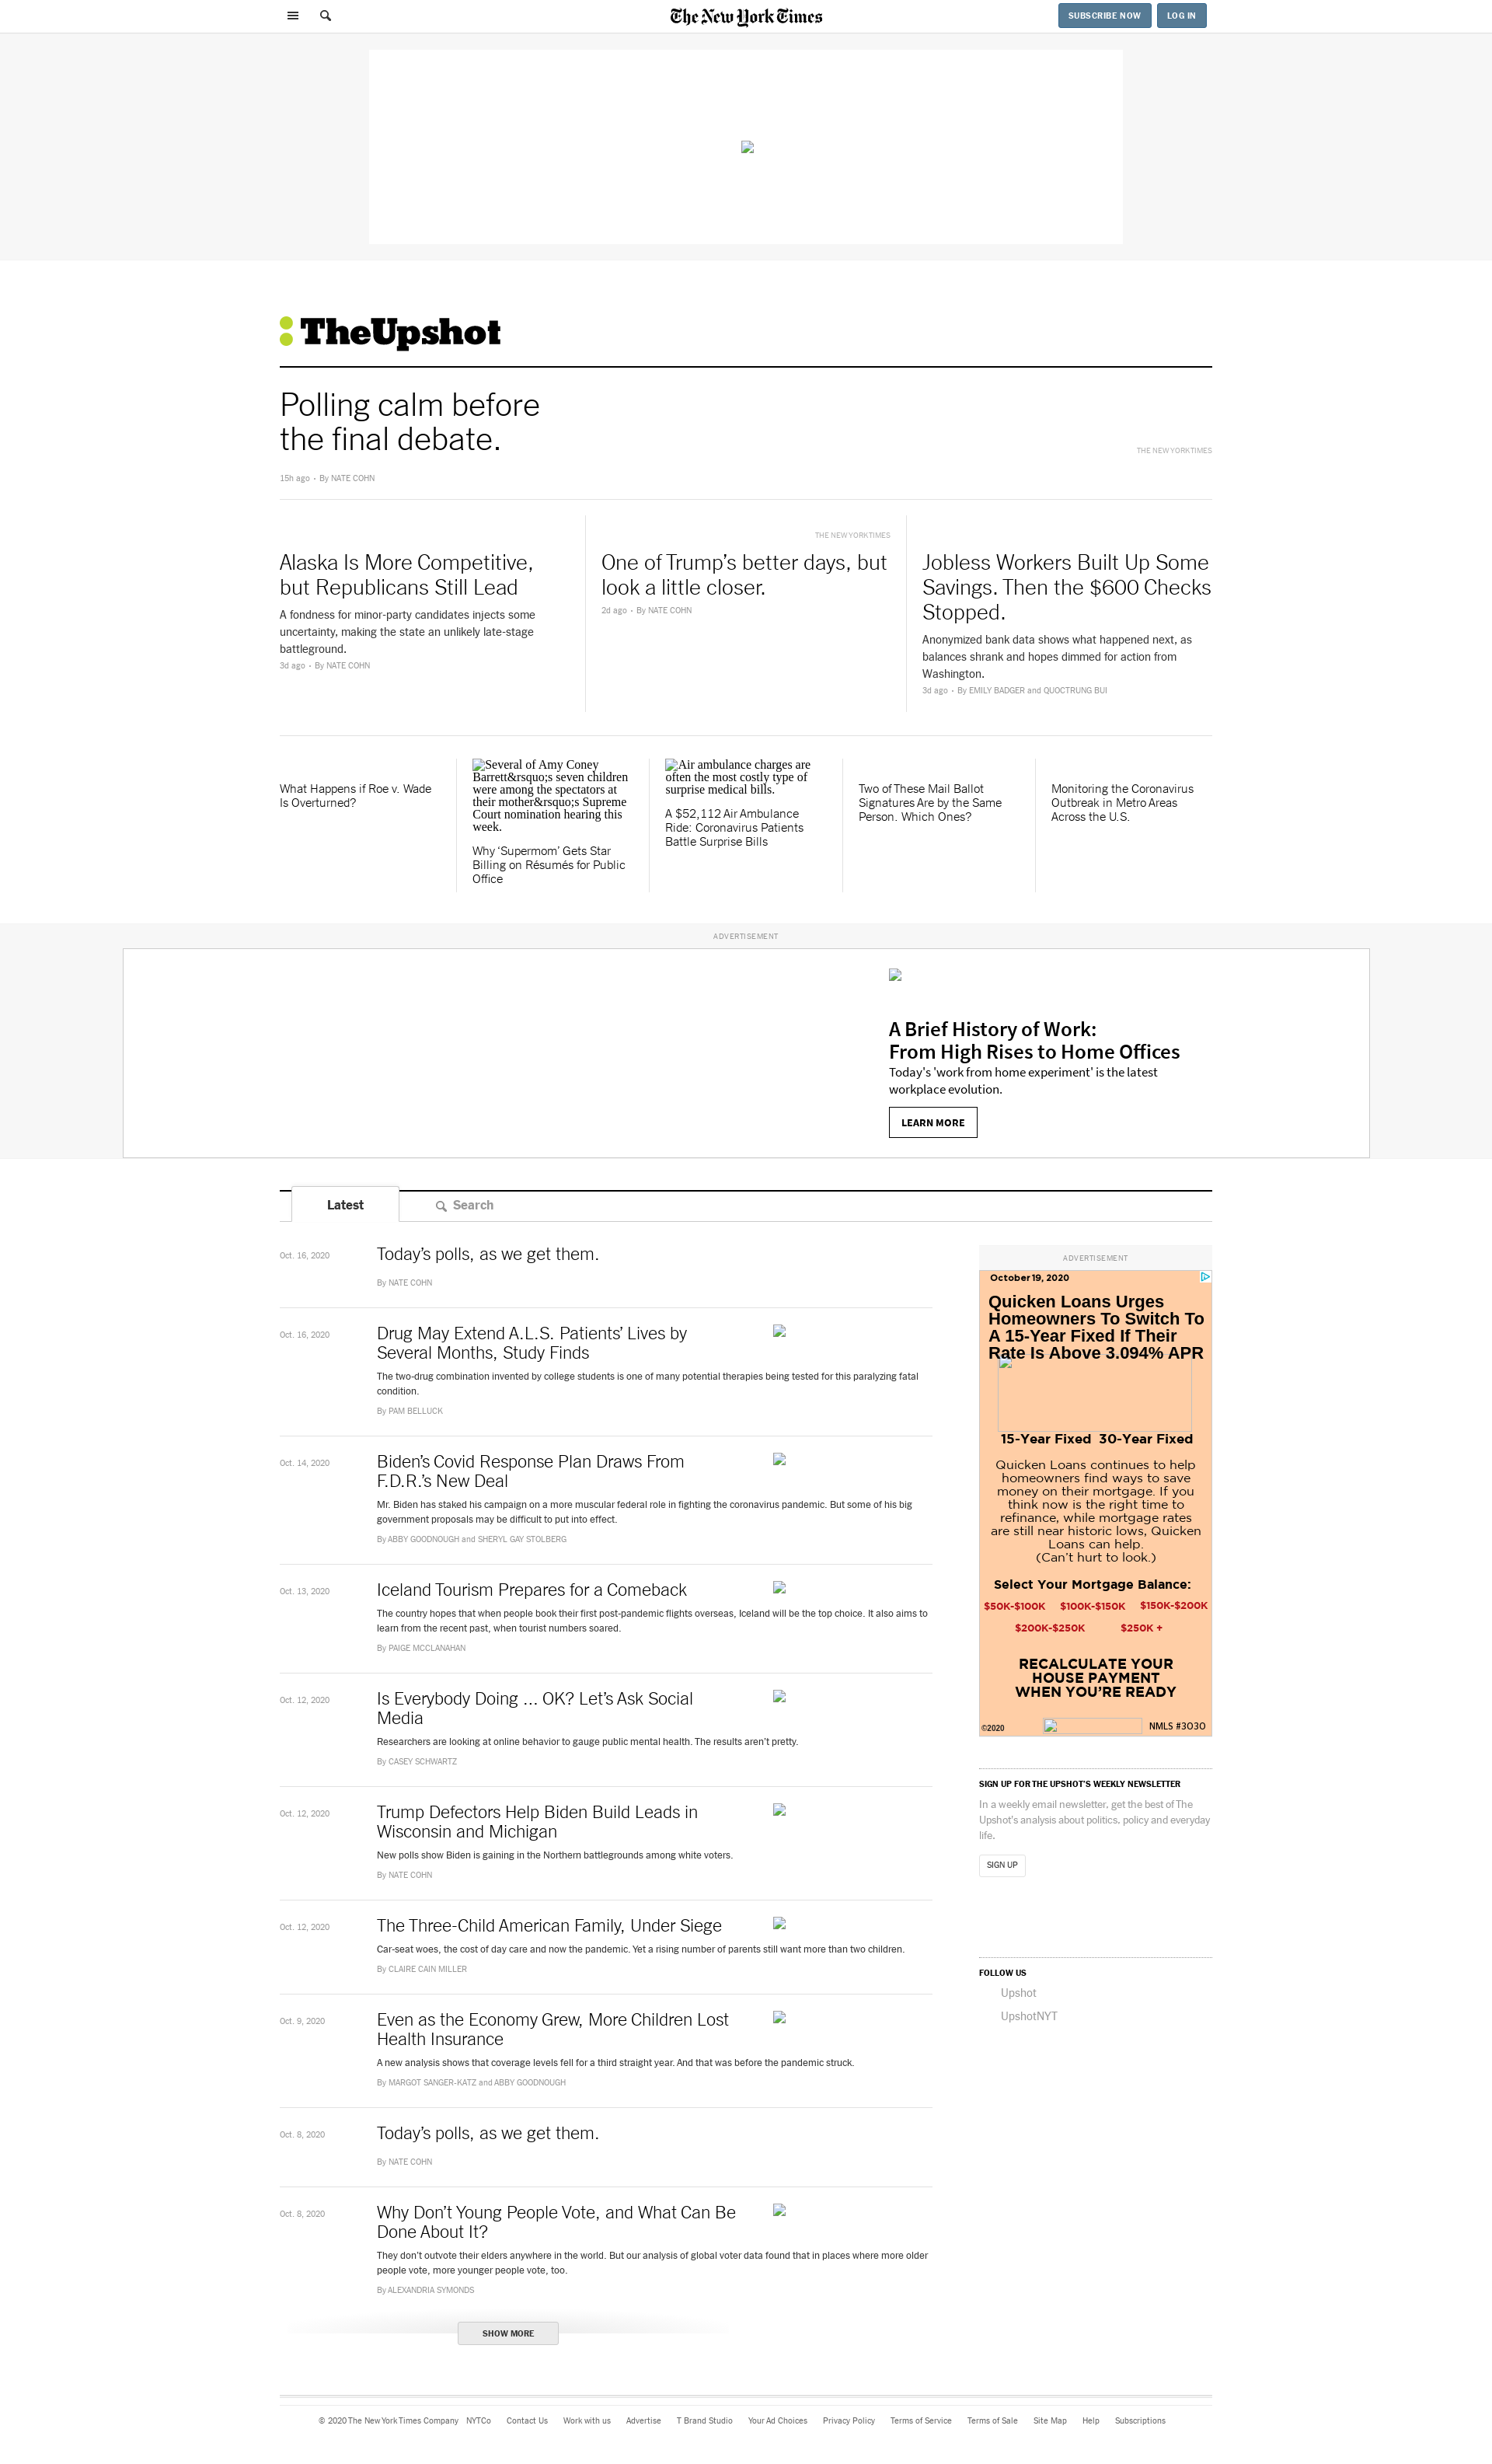 The New York Times
SUBSCRIBE NOW
LOG IN
TheUpshot
Polling calm before
the final debate.
THE NEW YORK TIMES
15h ago • By NATE COHN
Alaska Is More Competitive,
but Republicans Still Lead
A fondness for minor-party candidates injects some
uncertainty, making the state an unlikely late-stage
battleground.
3d ago • By NATE COHN
THE NEW YORK TIMES
One of Trump’s better days, but
look a little closer.
2d ago • By NATE COHN
Jobless Workers Built Up Some
Savings. Then the $600 Checks
Stopped.
Anonymized bank data shows what happened next, as
balances shrank and hopes dimmed for action from
Washington.
3d ago • By EMILY BADGER and QUOCTRUNG BUI
What Happens if Roe v. Wade
Is Overturned?
Several of Amy Coney
Barrett&rsquo;s seven children
were among the spectators at
their mother&rsquo;s Supreme
Court nomination hearing this
week.
Why ‘Supermom’ Gets Star
Billing on Résumés for Public
Office
Air ambulance charges are
often the most costly type of
surprise medical bills.
A $52,112 Air Ambulance
Ride: Coronavirus Patients
Battle Surprise Bills
Two of These Mail Ballot
Signatures Are by the Same
Person. Which Ones?
Monitoring the Coronavirus
Outbreak in Metro Areas
Across the U.S.
ADVERTISEMENT
A Brief History of Work:
From High Rises to Home Offices
Today's 'work from home experiment' is the latest
workplace evolution.
LEARN MORE
Latest
Search
Oct. 16, 2020
Today’s polls, as we get them.
By NATE COHN
Oct. 16, 2020
Drug May Extend A.L.S. Patients’ Lives by
Several Months, Study Finds
The two-drug combination invented by college students is one of many potential therapies being tested for this paralyzing fatal
condition.
By PAM BELLUCK
Oct. 14, 2020
Biden’s Covid Response Plan Draws From
F.D.R.’s New Deal
Mr. Biden has staked his campaign on a more muscular federal role in fighting the coronavirus pandemic. But some of his big
government proposals may be difficult to put into effect.
By ABBY GOODNOUGH and SHERYL GAY STOLBERG
Oct. 13, 2020
Iceland Tourism Prepares for a Comeback
The country hopes that when people book their first post-pandemic flights overseas, Iceland will be the top choice. It also aims to
learn from the recent past, when tourist numbers soared.
By PAIGE MCCLANAHAN
Oct. 12, 2020
Is Everybody Doing ... OK? Let’s Ask Social
Media
Researchers are looking at online behavior to gauge public mental health. The results aren’t pretty.
By CASEY SCHWARTZ
Oct. 12, 2020
Trump Defectors Help Biden Build Leads in
Wisconsin and Michigan
New polls show Biden is gaining in the Northern battlegrounds among white voters.
By NATE COHN
Oct. 12, 2020
The Three-Child American Family, Under Siege
Car-seat woes, the cost of day care and now the pandemic. Yet a rising number of parents still want more than two children.
By CLAIRE CAIN MILLER
Oct. 9, 2020
Even as the Economy Grew, More Children Lost
Health Insurance
A new analysis shows that coverage levels fell for a third straight year. And that was before the pandemic struck.
By MARGOT SANGER-KATZ and ABBY GOODNOUGH
Oct. 8, 2020
Today’s polls, as we get them.
By NATE COHN
Oct. 8, 2020
Why Don’t Young People Vote, and What Can Be
Done About It?
They don’t outvote their elders anywhere in the world. But our analysis of global voter data found that in places where more older
people vote, more younger people vote, too.
By ALEXANDRIA SYMONDS
SHOW MORE
ADVERTISEMENT
October 19, 2020
Quicken Loans Urges
Homeowners To Switch To
A 15-Year Fixed If Their
Rate Is Above 3.094% APR
15-Year Fixed 30-Year Fixed
Quicken Loans continues to help
homeowners find ways to save
money on their mortgage. If you
think now is the right time to
refinance, while mortgage rates
are still near historic lows, Quicken
Loans can help.
(Can’t hurt to look.)
Select Your Mortgage Balance:
$50K-$100K $100K-$150K $150K-$200K
$200K-$250K $250K +
RECALCULATE YOUR
HOUSE PAYMENT
WHEN YOU’RE READY
©2020
NMLS #3030
SIGN UP FOR THE UPSHOT’S WEEKLY NEWSLETTER
In a weekly email newsletter, get the best of The
Upshot’s analysis about politics, policy and everyday
life.
SIGN UP
FOLLOW US
Upshot
UpshotNYT
© 2020 The New York Times Company NYTCo Contact Us Work with us Advertise T Brand Studio Your Ad Choices Privacy Policy Terms of Service Terms of Sale Site Map Help Subscriptions